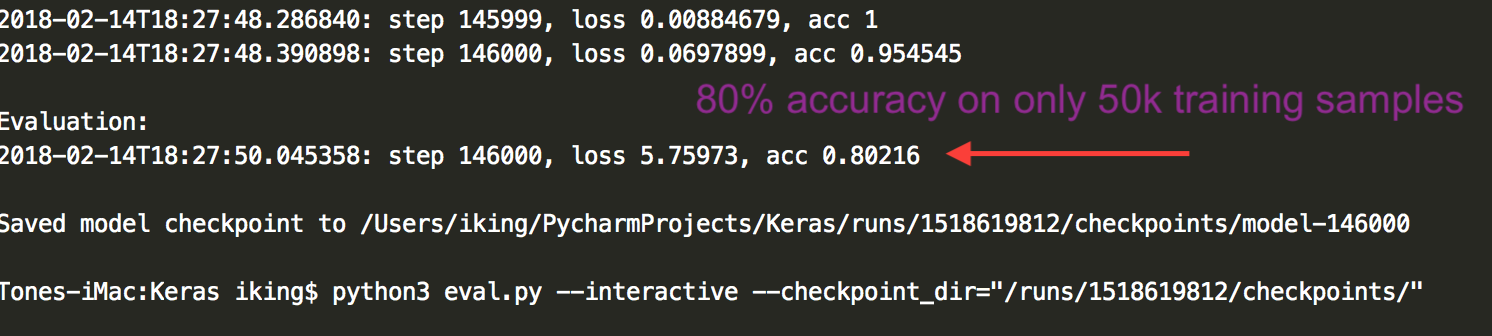 2018-02-14T18:27:48.286840: step 145999, loss 0.00884679, acc 1
2018-02-14T18:27:48.390898: step 146000, loss 0.0697899, acc 0.954545
80% accuracy on only 50k training samples
Evaluation:
2018-02-14T18:27:50.045358: step 146000, loss 5.75973, acc 0.80216
Saved model checkpoint to /Users/iking/PycharmProjects/Keras/runs/1518619812/checkpoints/model-146000
Tones-iMac:Keras iking$ python3 eval.py --interactive --checkpoint_dir="/runs/1518619812/checkpoints/"